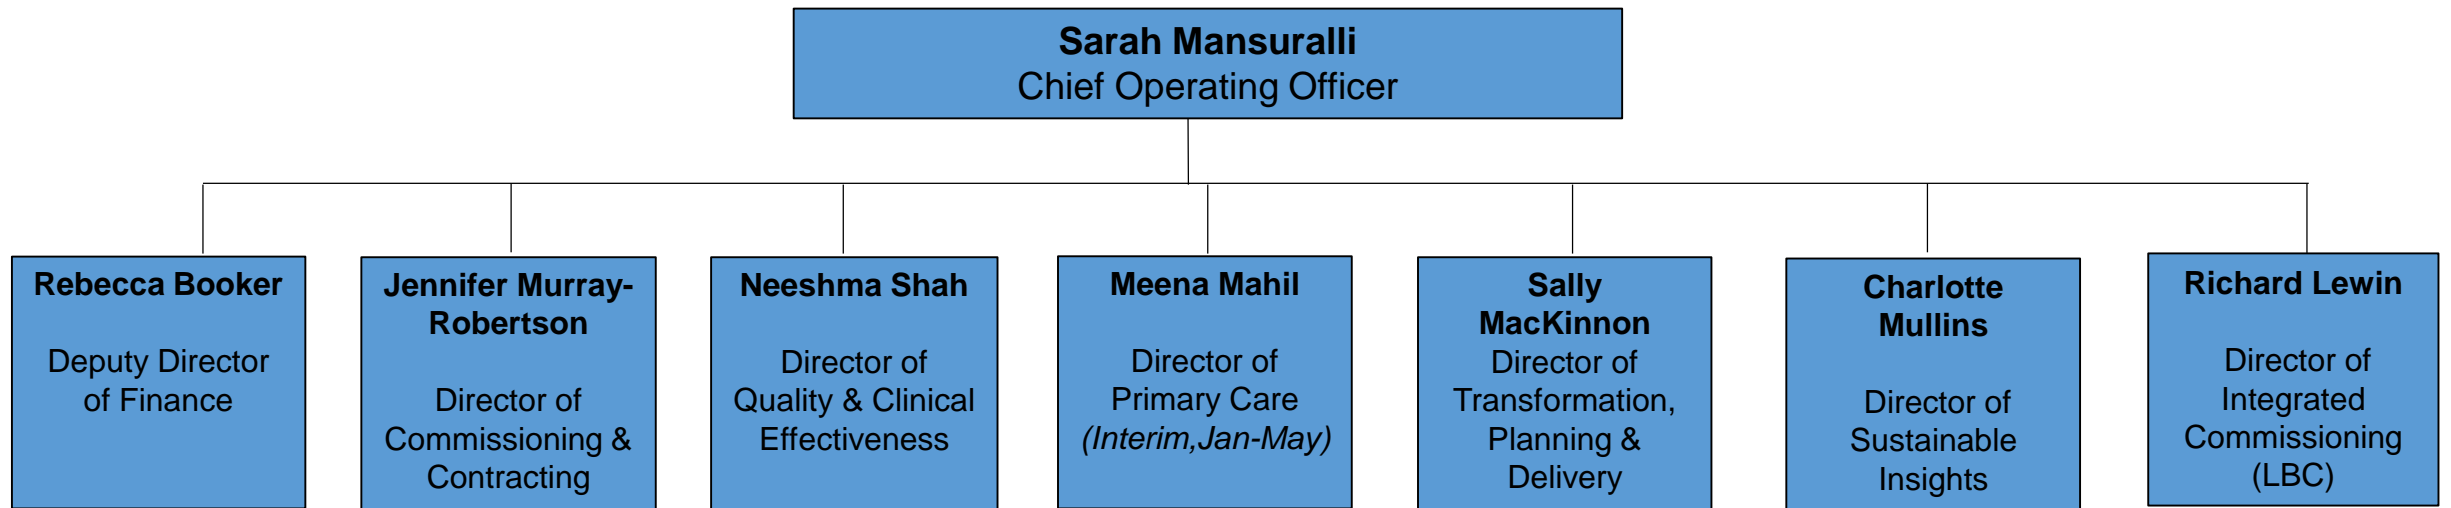 Sarah Mansuralli
Chief Operating Officer
Rebecca Booker
Deputy Director
of Finance
Jennifer Murray-
Robertson
Director of
Commissioning &
Contracting
Neeshma Shah
Director of
Quality & Clinical
Effectiveness
Meena Mahil
Director of
Primary Care
(Interim,Jan-May)
Sally
MacKinnon
Director of
Transformation,
Planning &
Delivery
Charlotte
Mullins
Director of
Sustainable
Insights
Richard Lewin
Director of
Integrated
Commissioning
(LBC)